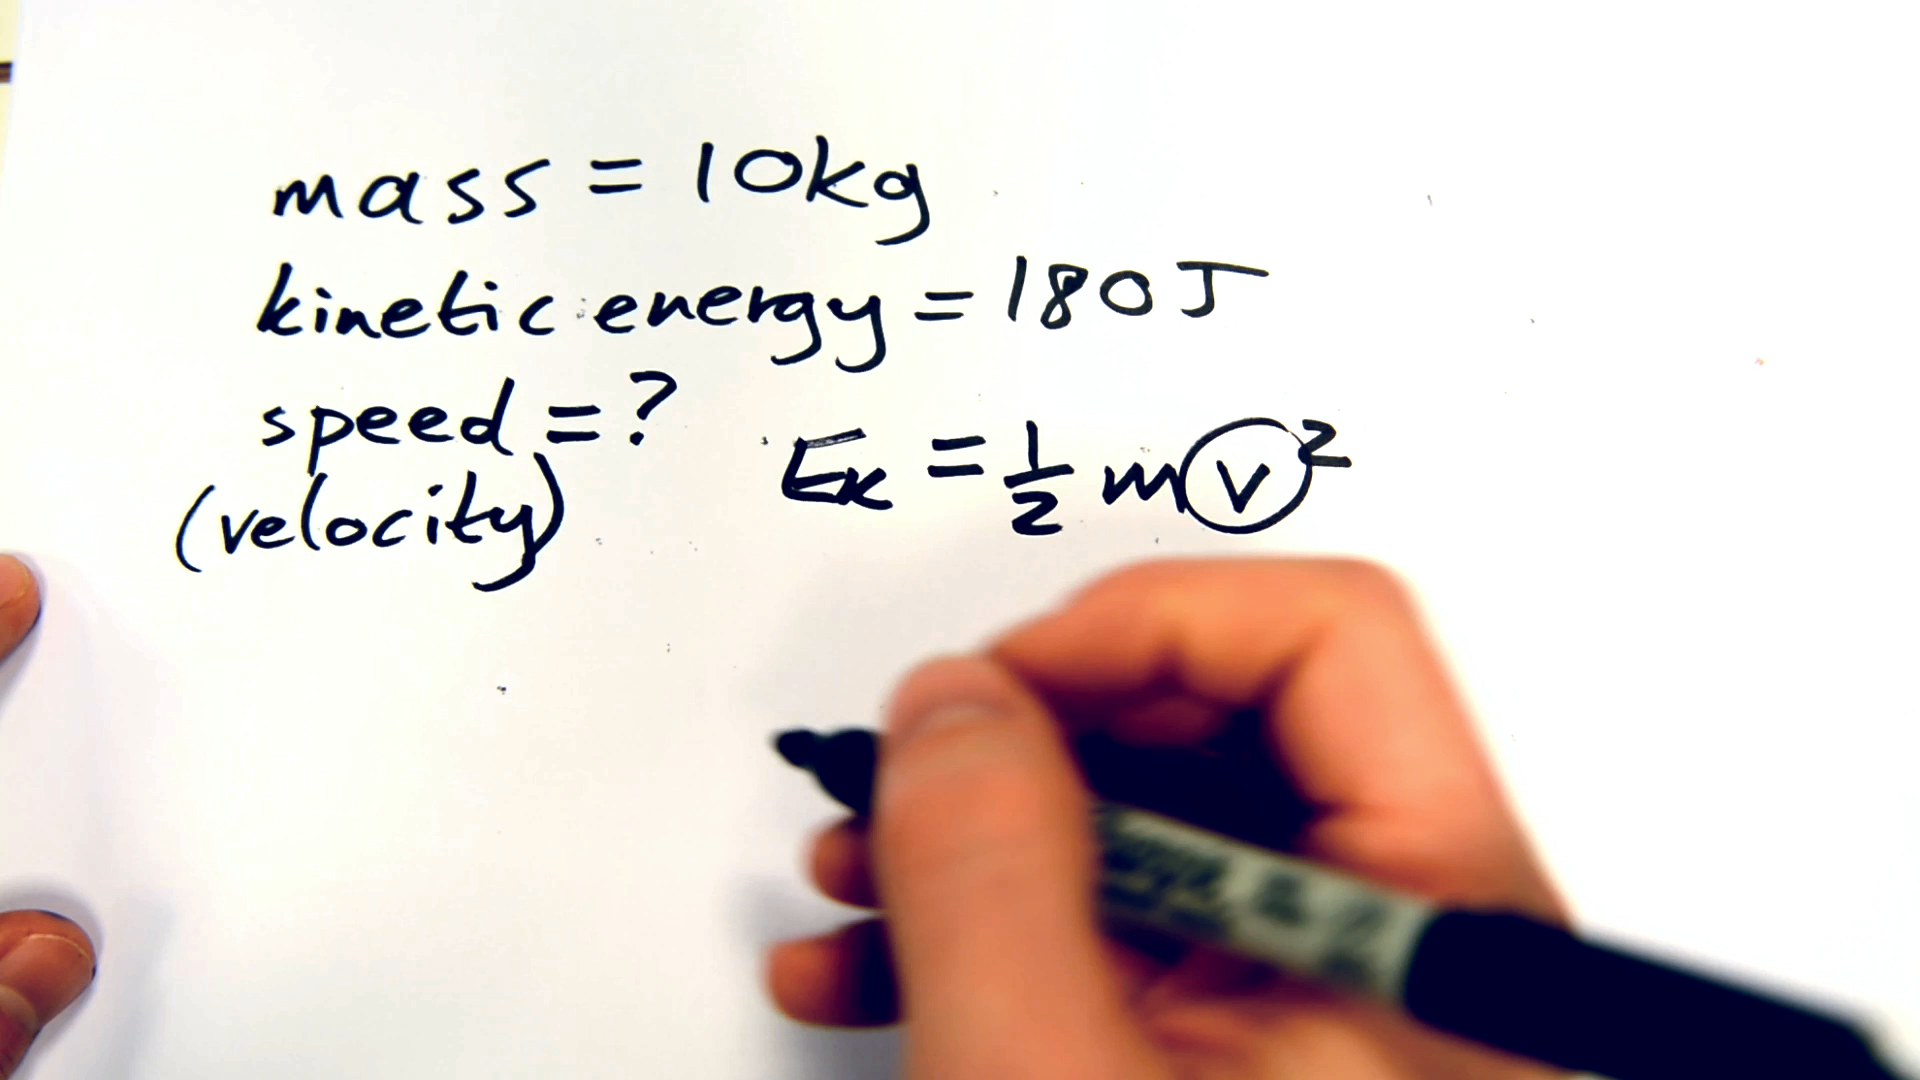 mass = 10kg
kinetic energy = 180J
speed = ?
(velocity)
Ek = 1/2 mv²